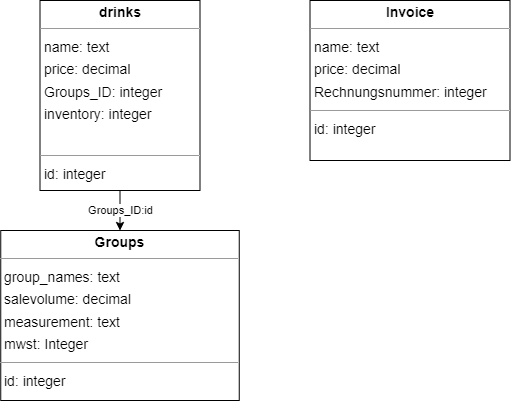 drinks
name: text
price: decimal
Groups_ID: integer
inventory: integer
id: integer
Invoice
name: text
price: decimal
Rechnungsnummer: integer
id: integer
Groups_ID:id
Groups
group_names: text
salevolume: decimal
measurement: text
mwst: Integer
id: integer